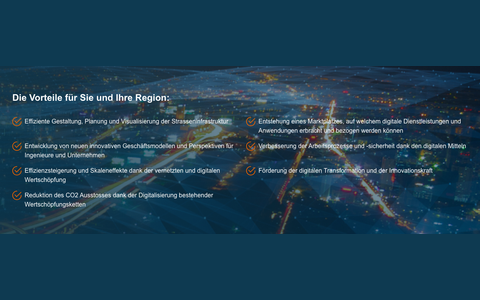 Die Vorteile für Sie und Ihre Region:
Effiziente Gestaltung, Planung und Visualisierung der Strasseninfrastruktur
Entwicklung von neuen innovativen Geschäftsmodellen und Perspektiven für
Ingenieure und Unternehmen
Effizienzsteigerung und Skaleneffekte dank der vernetzten und digitalen
Wertschöpfung
Reduktion des CO2 Ausstosses dank der Digitalisierung bestehender
Wertschöpfungsketten
Entstehung eines Marktplatzes, auf welchem digitale Dienstleistungen und
Anwendungen erbracht und bezogen werden können
Verbesserung der Arbeitsprozesse und -sicherheit dank den digitalen Mitteln
Förderung der digitalen Transformation und der Innovationskraft